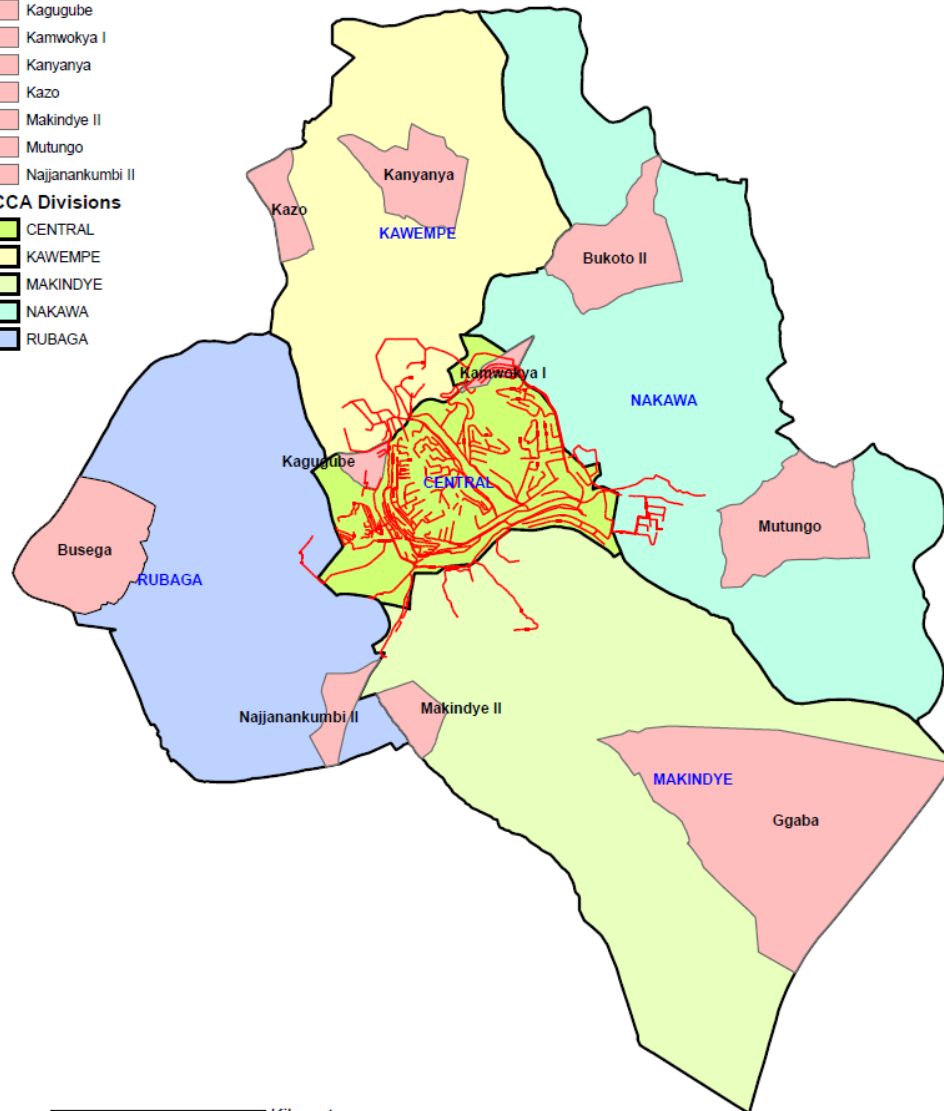 Kagugube
Kamwokya I
Kanyanya
Kazo
Makindye II
Mutungo
Najjanankumbi II
CCA Divisions
CENTRAL
KAWEMPE
MAKINDYE
NAKAWA
RUBAGA
Kanyanya
Kazo
KAWEMPE
Bukoto II
Kamwokya I
NAKAWA
Kagugube
CENTRAL
Mutungo
Busega
RUBAGA
Makindye II
Najjanankumbi II
MAKINDYE
Ggaba